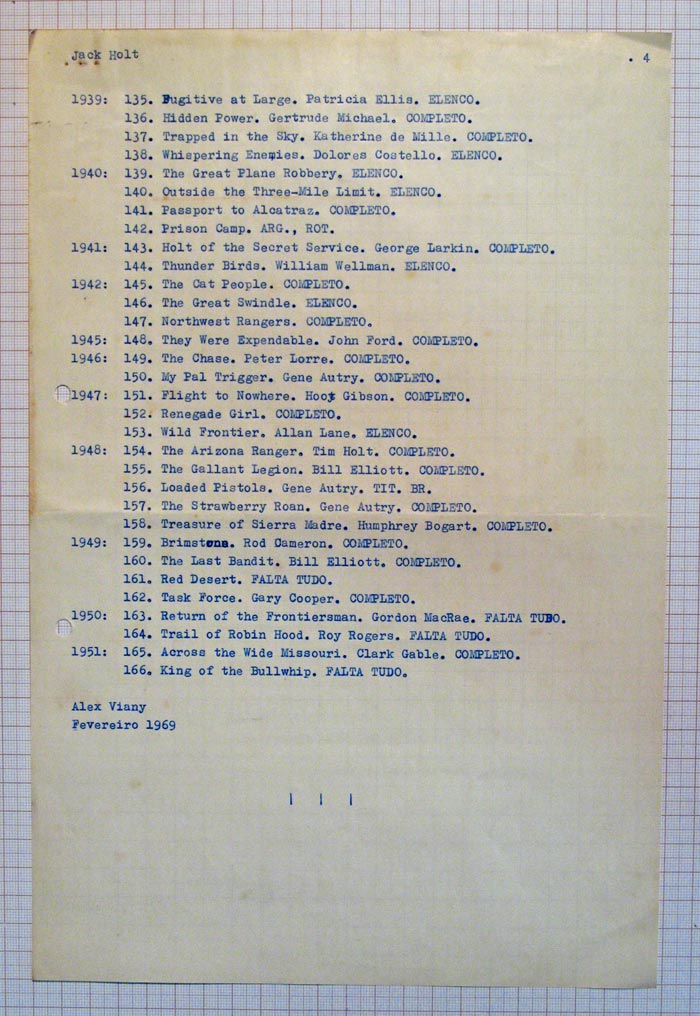 Jack Holt . 4
1939: 135. Fugitive at Large. Patricia Ellis. ELENCO.
136. Hidden Power. Gertrude Michael. COMPLETO.
137. Trapped in the Sky. Katherine de Mille. COMPLETO.
138. Whispering Enemies. Dolores Costello. ELENCO.
1940: 139. The Great Plane Robbery. ELENCO.
140. Outside the Three-Mile Limit. ELENCO.
141. Passport to Alcatraz. COMPLETO.
142. Prison Camp. ARG., ROT.
1941: 143. Holt of the Secret Service. George Larkin. COMPLETO.
144. Thunder Birds. William Wellman. ELENCO.
1942: 145. The Cat People. COMPLETO.
146. The Great Swindle. ELENCO.
147. Northwest Rangers. COMPLETO.
1945: 148. They Were Expendable. John Ford. COMPLETO.
1946: 149. The Chase. Peter Lorre. COMPLETO.
150. My Pal Trigger. Gene Autry. COMPLETO.
1947: 151. Flight to Nowhere. Hoot Gibson. COMPLETO.
152. Renegade Girl. COMPLETO.
153. Wild Frontier. Allan Lane. ELENCO.
1948: 154. The Arizona Ranger. Tim Holt. COMPLETO.
155. The Gallant Legion. Bill Elliott. COMPLETO.
156. Loaded Pistols. Gene Autry. TIT. BR.
157. The Strawberry Roan. Gene Autry. COMPLETO.
158. Treasure of Sierra Madre. Humphrey Bogart. COMPLETO.
1949: 159. Brimstone. Rod Cameron. COMPLETO.
160. The Last Bandit. Bill Elliott. COMPLETO.
161. Red Desert. FALTA TUDO.
162. Task Force. Gary Cooper. COMPLETO.
1950: 163. Return of the Frontiersman. Gordon MacRae. FALTA TUDO.
164. Trail of Robin Hood. Roy Rogers. FALTA TUDO.
1951: 165. Across the Wide Missouri. Clark Gable. COMPLETO.
166. King of the Bullwhip. FALTA TUDO.
Alex Viany
Fevereiro 1969
| | |